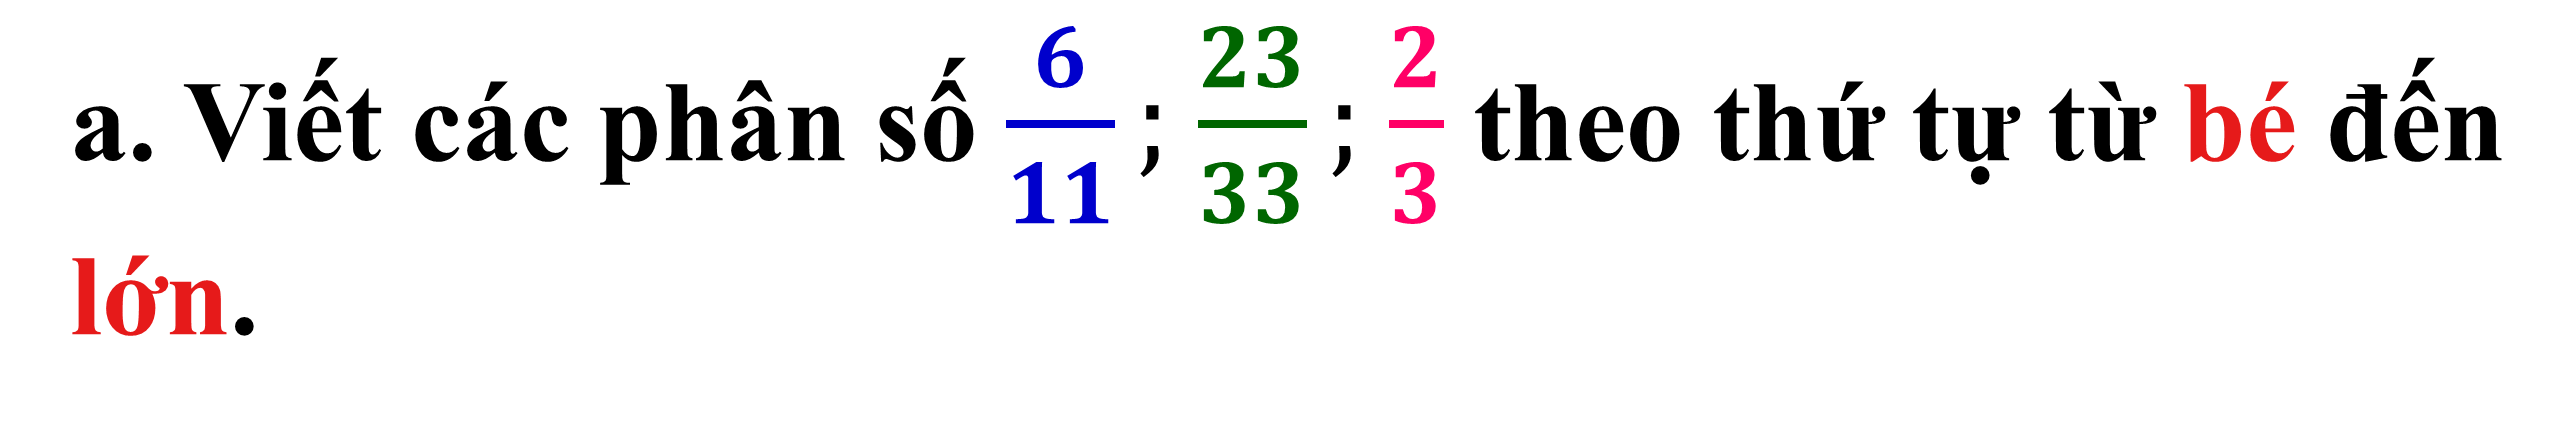 a. Viết các phân số 6/11 ; 23/33 ; 2/3 theo thứ tự từ bé đến
lớn.